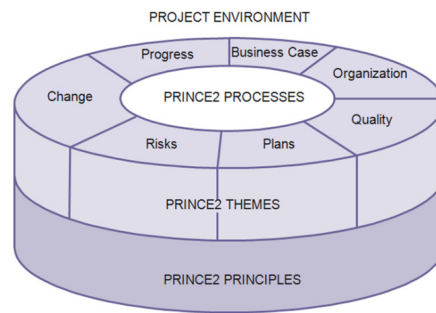 PROJECT ENVIRONMENT
Progress
Business Case
Organization
Change
PRINCE2 PROCESSES
Quality
Risks
Plans
PRINCE2 THEMES
PRINCE2 PRINCIPLES